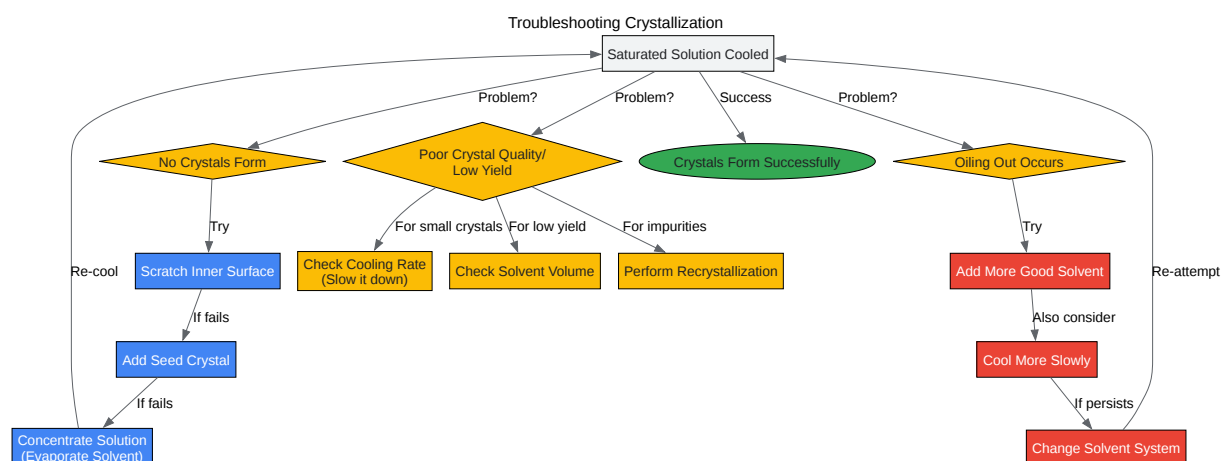 Troubleshooting Crystallization
Saturated Solution Cooled
Problem?
Problem?
Success
Problem?
No Crystals Form
Poor Crystal Quality/
Low Yield
Crystals Form Successfully
Oiling Out Occurs
Try
For small crystals
For low yield
For impurities
Try
Re-cool
Scratch Inner Surface
Check Cooling Rate
(Slow it down)
Check Solvent Volume
Perform Recrystallization
Add More Good Solvent
Re-attempt
If fails
Also consider
Add Seed Crystal
Cool More Slowly
If fails
If persists
Concentrate Solution
(Evaporate Solvent)
Change Solvent System